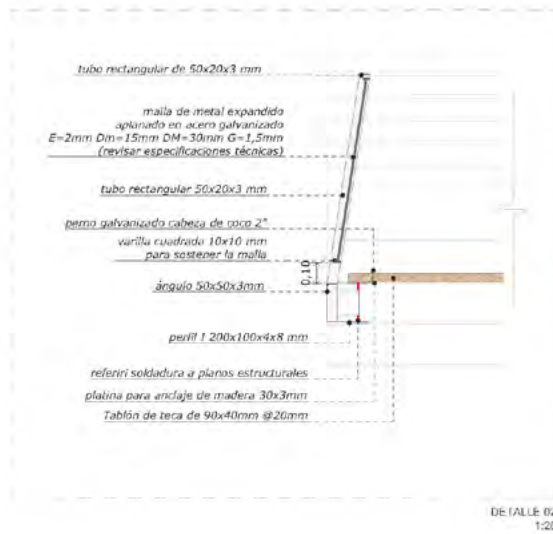 tubo rectangular de 50x20x3 mm
malla de metal expandido
aplanado en acero galvanizado
E=2mm Dm=15mm DM=30mm G=1,5mm
(revisar especificaciones técnicas)
tubo rectangular 50x20x3 mm
perno galvanizado cabeza de coco 2"
varilla cuadrada 10x10 mm
para sostener la malla
0,10
ángulo 50x50x3mm
perfil I 200x100x4x8 mm
referiri soldadura a planos estructurales
platina para anclaje de madera 30x3mm
Tablón de teca de 90x40mm @20mm
DETALLE 02
1:20